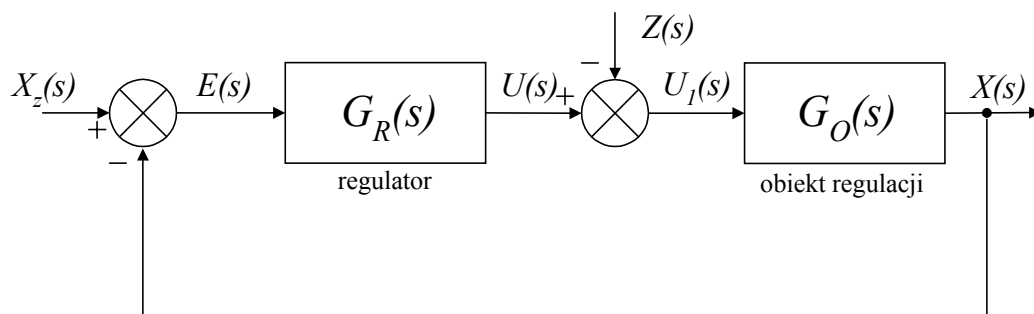 Z(s)
X_z(s) E(s) U(s) U_1(s) X(s)
+ − + −
G_R(s) G_O(s)
regulator obiekt regulacji